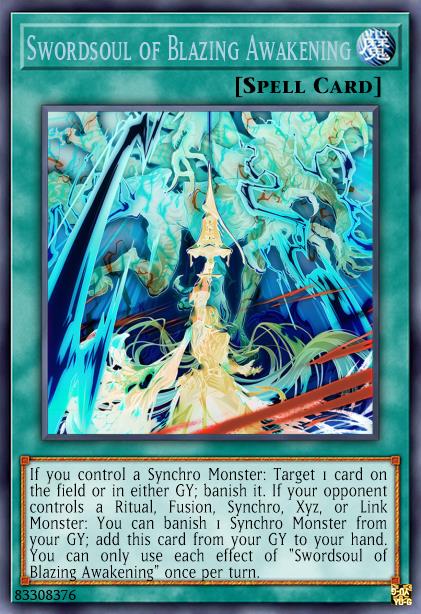 Swordsoul of Blazing Awakening 魔
[Spell Card]
If you control a Synchro Monster: Target 1 card on
the field or in either GY; banish it. If your opponent
controls a Ritual, Fusion, Synchro, Xyz, or Link
Monster: You can banish 1 Synchro Monster from
your GY; add this card from your GY to your hand.
You can only use each effect of "Swordsoul of
Blazing Awakening" once per turn.
83308376